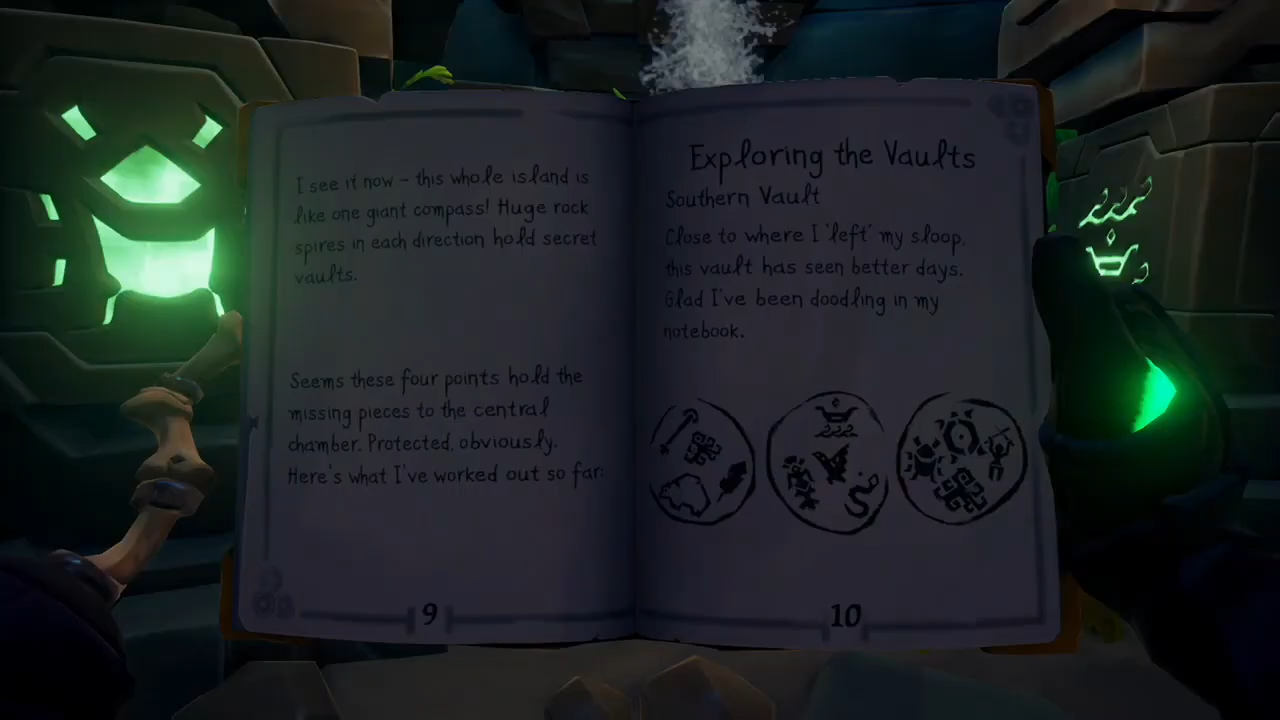 I see it now - this whole island is
like one giant compass! Huge rock
spires in each direction hold secret
vaults.
Seems these four points hold the
missing pieces to the central
chamber. Protected, obviously.
Here's what I've worked out so far:
9
Exploring the Vaults
Southern Vault
Close to where I 'left' my sloop,
this vault has seen better days.
Glad I've been doodling in my
notebook.
10